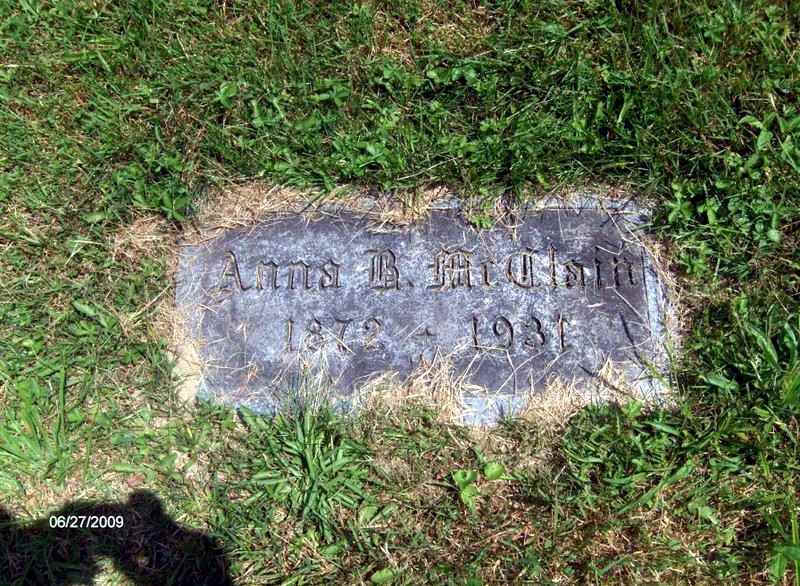 Anna B. McClain
1872 - 1931
06/27/2009